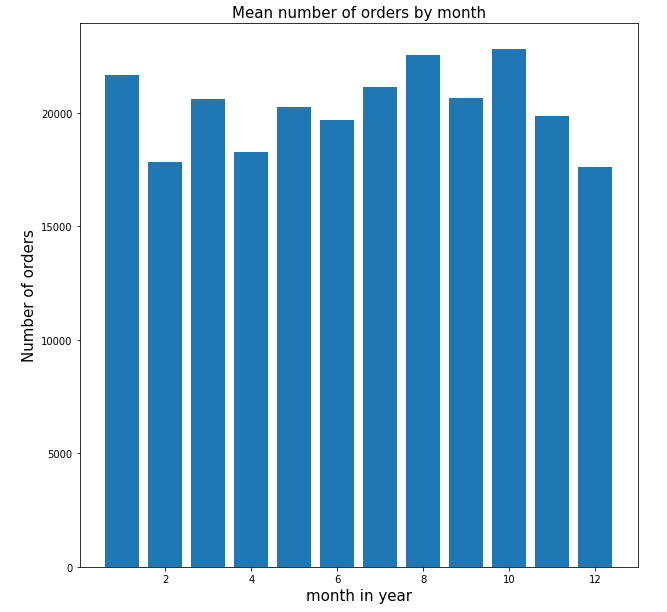 Mean number of orders by month
Number of orders
20000
15000
10000
5000
0
2 4 6 8 10 12
month in year